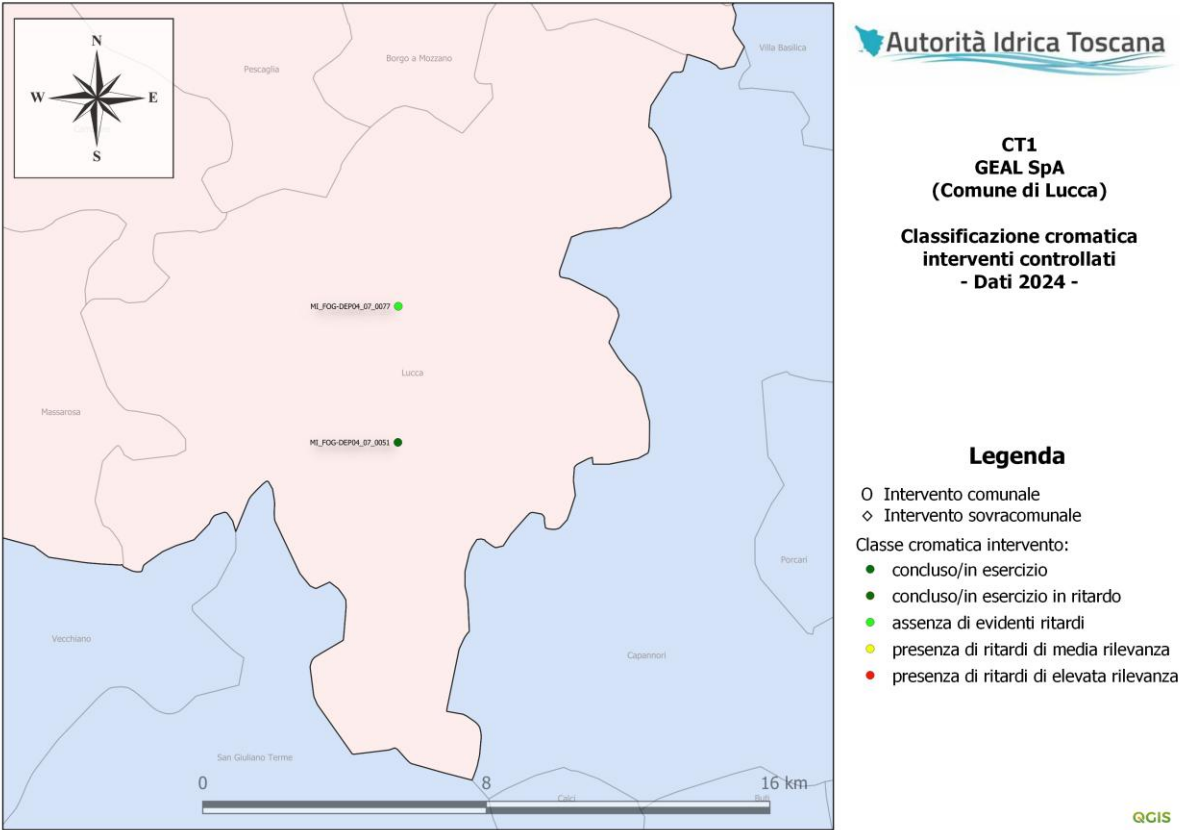 N
W
E
S
Pescaglia
Borgo a Mozzano
Villa Basilica
MI_FOG-DEP04_07_0077
Lucca
Massarosa
MI_FOG-DEP04_07_0051
Porcari
Vecchiano
Capannori
San Giuliano Terme
0
8
16 km
Calci
Buti
Autorità Idrica Toscana
CT1
GEAL SpA
(Comune di Lucca)
Classificazione cromatica
interventi controllati
- Dati 2024 -
Legenda
Intervento comunale
Intervento sovracomunale
Classe cromatica intervento:
concluso/in esercizio
concluso/in esercizio in ritardo
assenza di evidenti ritardi
presenza di ritardi di media rilevanza
presenza di ritardi di elevata rilevanza
QGIS